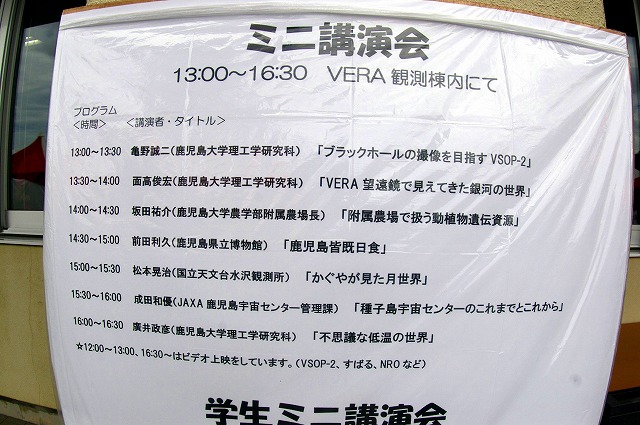 ミニ講演会
13:00～16:30　VERA 観測棟内にて
プログラム
＜時間＞　＜講演者・タイトル＞
13:00～13:30　亀野誠二（鹿児島大学理工学研究科）　「ブラックホールの撮像を目指すVSOP-2」
13:30～14:00　面高俊宏（鹿児島大学理工学研究科）　「VERA 望遠鏡で見えてきた銀河の世界」
14:00～14:30　坂田祐介（鹿児島大学農学部附属農場長）　「附属農場で扱う動植物遺伝資源」
14:30～15:00　前田利久（鹿児島県立博物館）　「鹿児島皆既日食」
15:00～15:30　松本晃治（国立天文台水沢観測所）　「かぐやが見た月世界」
15:30～16:00　成田和優（JAXA 鹿児島宇宙センター管理課）　「種子島宇宙センターのこれまでとこれから」
16:00～16:30　廣井政彦（鹿児島大学理工学研究科）　「不思議な低温の世界」
☆12:00～13:00、16:30～はビデオ上映をしています。（VSOP-2、すばる、NROなど）
学生ミニ講演会